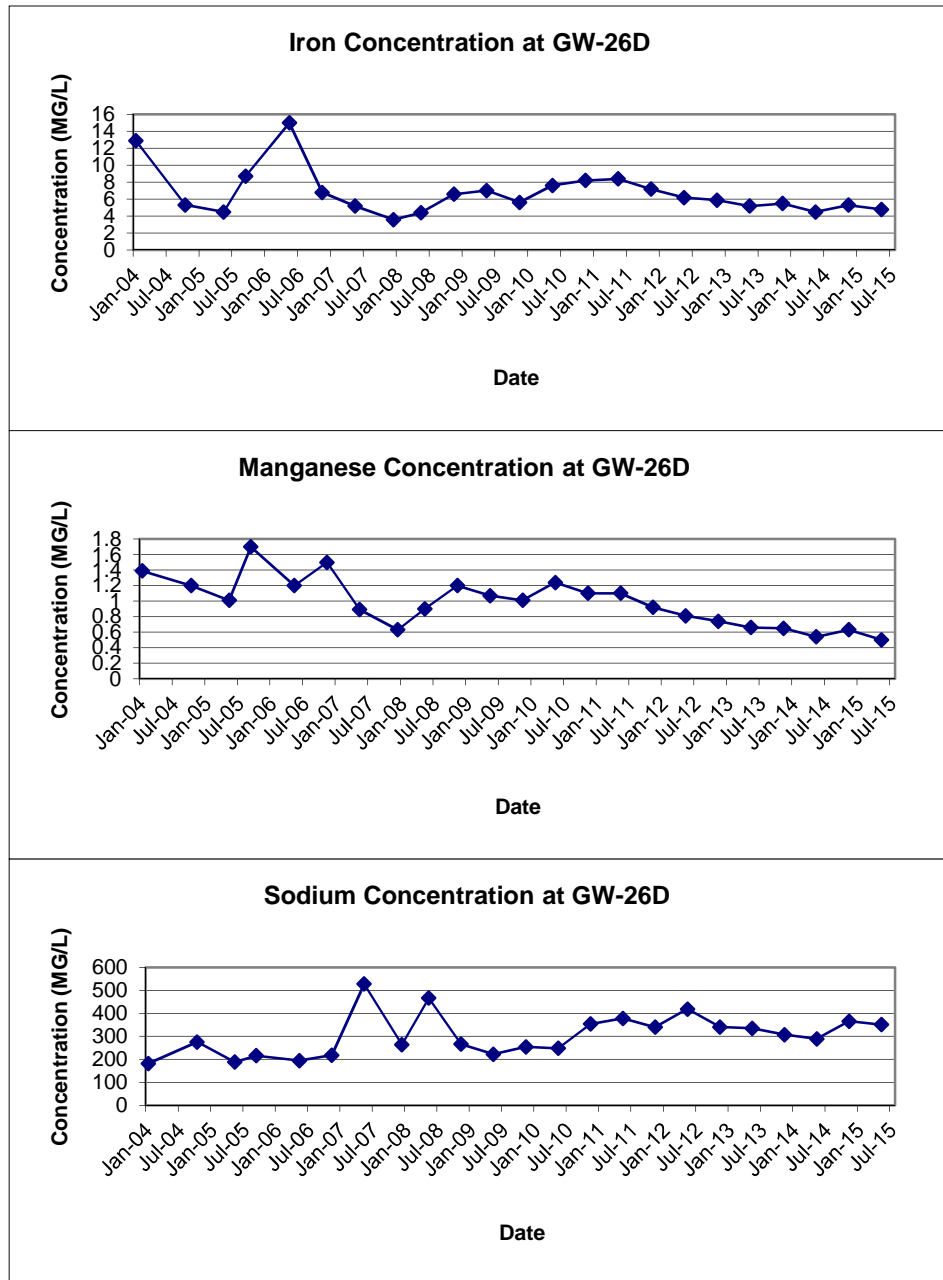 Iron Concentration at GW-26D
Concentration (MG/L)
16
14
12
10
8
6
4
2
0
Jan-04
Jul-04
Jan-05
Jul-05
Jan-06
Jul-06
Jan-07
Jul-07
Jan-08
Jul-08
Jan-09
Jul-09
Jan-10
Jul-10
Jan-11
Jul-11
Jan-12
Jul-12
Jan-13
Jul-13
Jan-14
Jul-14
Jan-15
Jul-15
Date
Manganese Concentration at GW-26D
Concentration (MG/L)
1.8
1.6
1.4
1.2
1
0.8
0.6
0.4
0.2
0
Jan-04
Jul-04
Jan-05
Jul-05
Jan-06
Jul-06
Jan-07
Jul-07
Jan-08
Jul-08
Jan-09
Jul-09
Jan-10
Jul-10
Jan-11
Jul-11
Jan-12
Jul-12
Jan-13
Jul-13
Jan-14
Jul-14
Jan-15
Jul-15
Date
Sodium Concentration at GW-26D
Concentration (MG/L)
600
500
400
300
200
100
0
Jan-04
Jul-04
Jan-05
Jul-05
Jan-06
Jul-06
Jan-07
Jul-07
Jan-08
Jul-08
Jan-09
Jul-09
Jan-10
Jul-10
Jan-11
Jul-11
Jan-12
Jul-12
Jan-13
Jul-13
Jan-14
Jul-14
Jan-15
Jul-15
Date